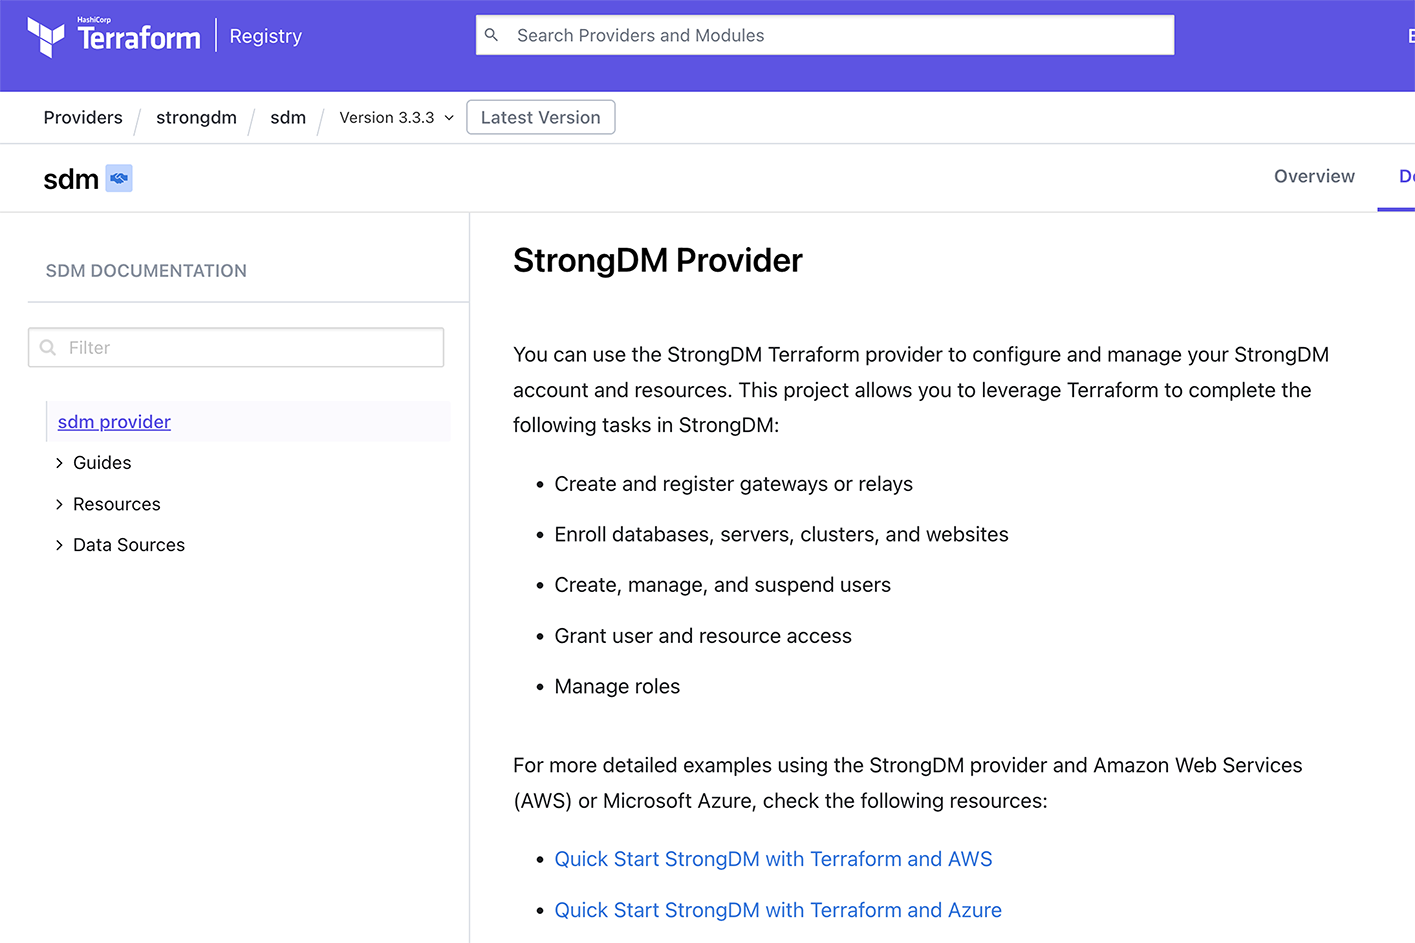 HashiCorp
Terraform
Registry
Search Providers and Modules
Providers / strongdm / sdm / Version 3.3.3 Latest Version
sdm
Overview
SDM DOCUMENTATION
Filter
sdm provider
Guides
Resources
Data Sources
StrongDM Provider
You can use the StrongDM Terraform provider to configure and manage your StrongDM
account and resources. This project allows you to leverage Terraform to complete the
following tasks in StrongDM:
• Create and register gateways or relays
• Enroll databases, servers, clusters, and websites
• Create, manage, and suspend users
• Grant user and resource access
• Manage roles
For more detailed examples using the StrongDM provider and Amazon Web Services
(AWS) or Microsoft Azure, check the following resources:
• Quick Start StrongDM with Terraform and AWS
• Quick Start StrongDM with Terraform and Azure